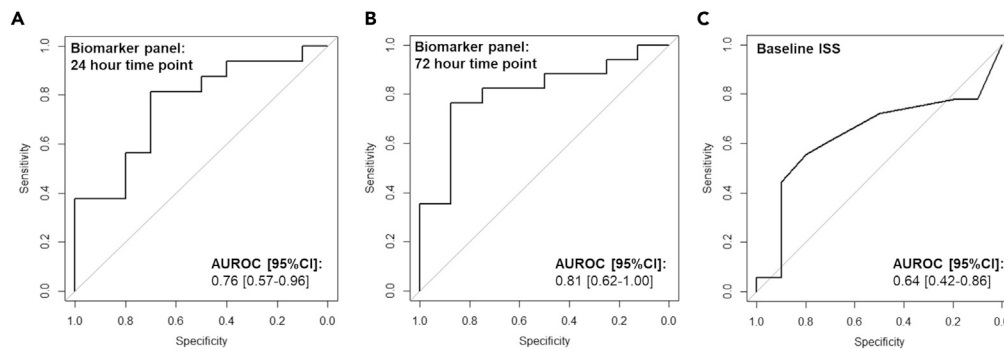 A
Biomarker panel:
24 hour time point
Sensitivity
0.0
0.2
0.4
0.6
0.8
1.0
1.0
0.8
0.6
0.4
0.2
0.0
Specificity
AUROC [95%CI]:
0.76 [0.57-0.96]
B
Biomarker panel:
72 hour time point
Sensitivity
0.0
0.2
0.4
0.6
0.8
1.0
1.0
0.8
0.6
0.4
0.2
0.0
Specificity
AUROC [95%CI]:
0.81 [0.62-1.00]
C
Baseline ISS
Sensitivity
0.0
0.2
0.4
0.6
0.8
1.0
1.0
0.8
0.6
0.4
0.2
0.0
Specificity
AUROC [95%CI]:
0.64 [0.42-0.86]